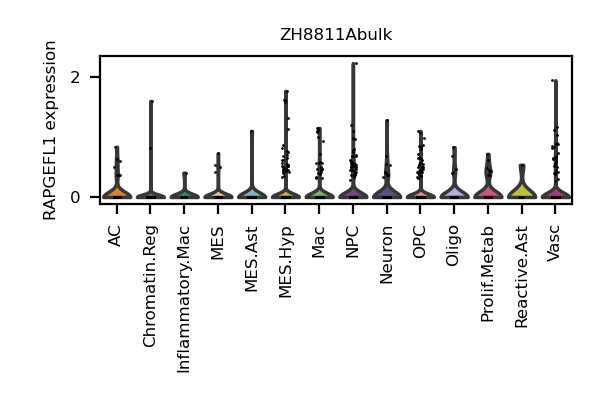 ZH8811Abulk
RAPGEFL1 expression
2
0
AC
Chromatin.Reg
Inflammatory.Mac
MES
MES.Ast
MES.Hyp
Mac
NPC
Neuron
OPC
Oligo
Prolif.Metab
Reactive.Ast
Vasc